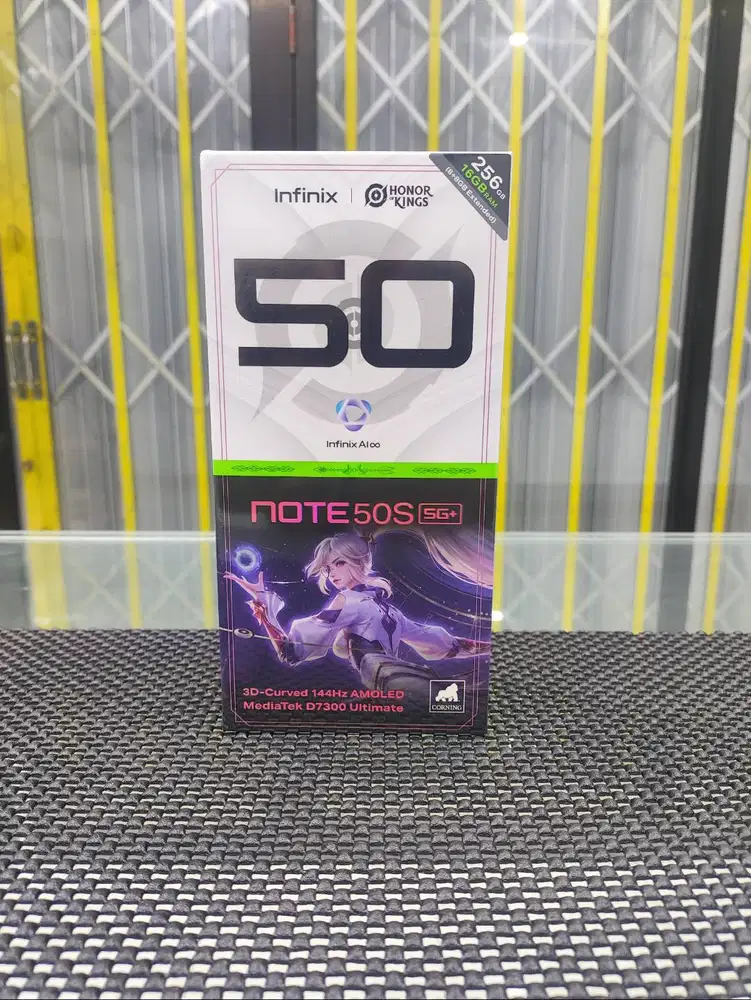 Infinix | HONOR OF KINGS
256GB
16GB RAM
(8+8GB Extended)
50
Infinix AI∞
NOTE 50S 5G+
3D-Curved 144Hz AMOLED
MediaTek D7300 Ultimate
CORNING